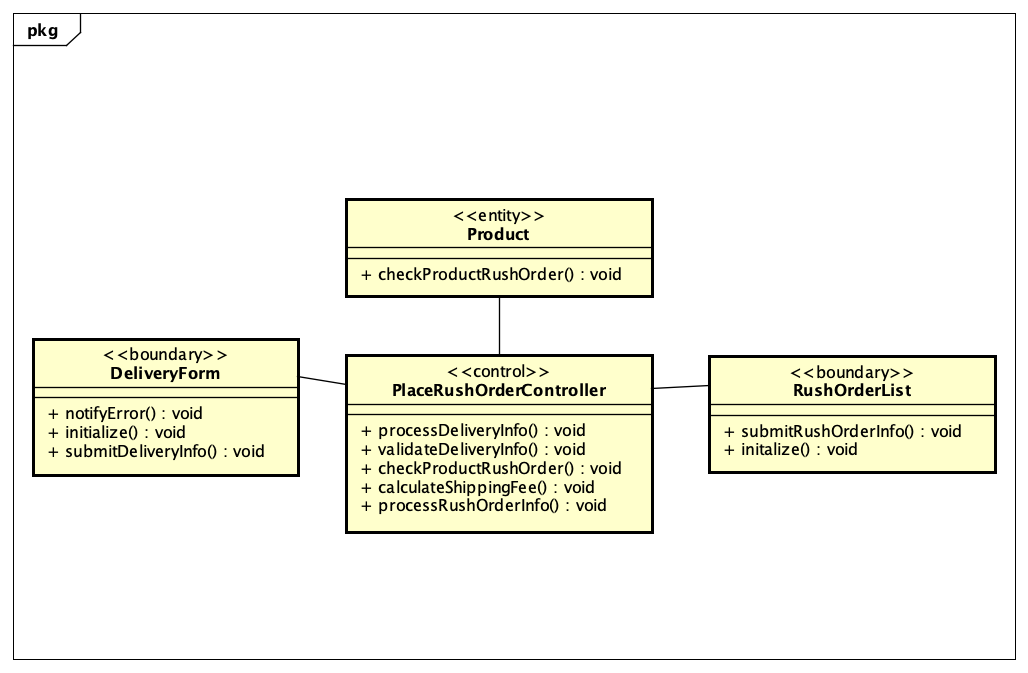 pkg
<<entity>>
Product
+ checkProductRushOrder() : void
<<boundary>>
DeliveryForm
+ notifyError() : void
+ initialize() : void
+ submitDeliveryInfo() : void
<<control>>
PlaceRushOrderController
+ processDeliveryInfo() : void
+ validateDeliveryInfo() : void
+ checkProductRushOrder() : void
+ calculateShippingFee() : void
+ processRushOrderInfo() : void
<<boundary>>
RushOrderList
+ submitRushOrderInfo() : void
+ initalize() : void